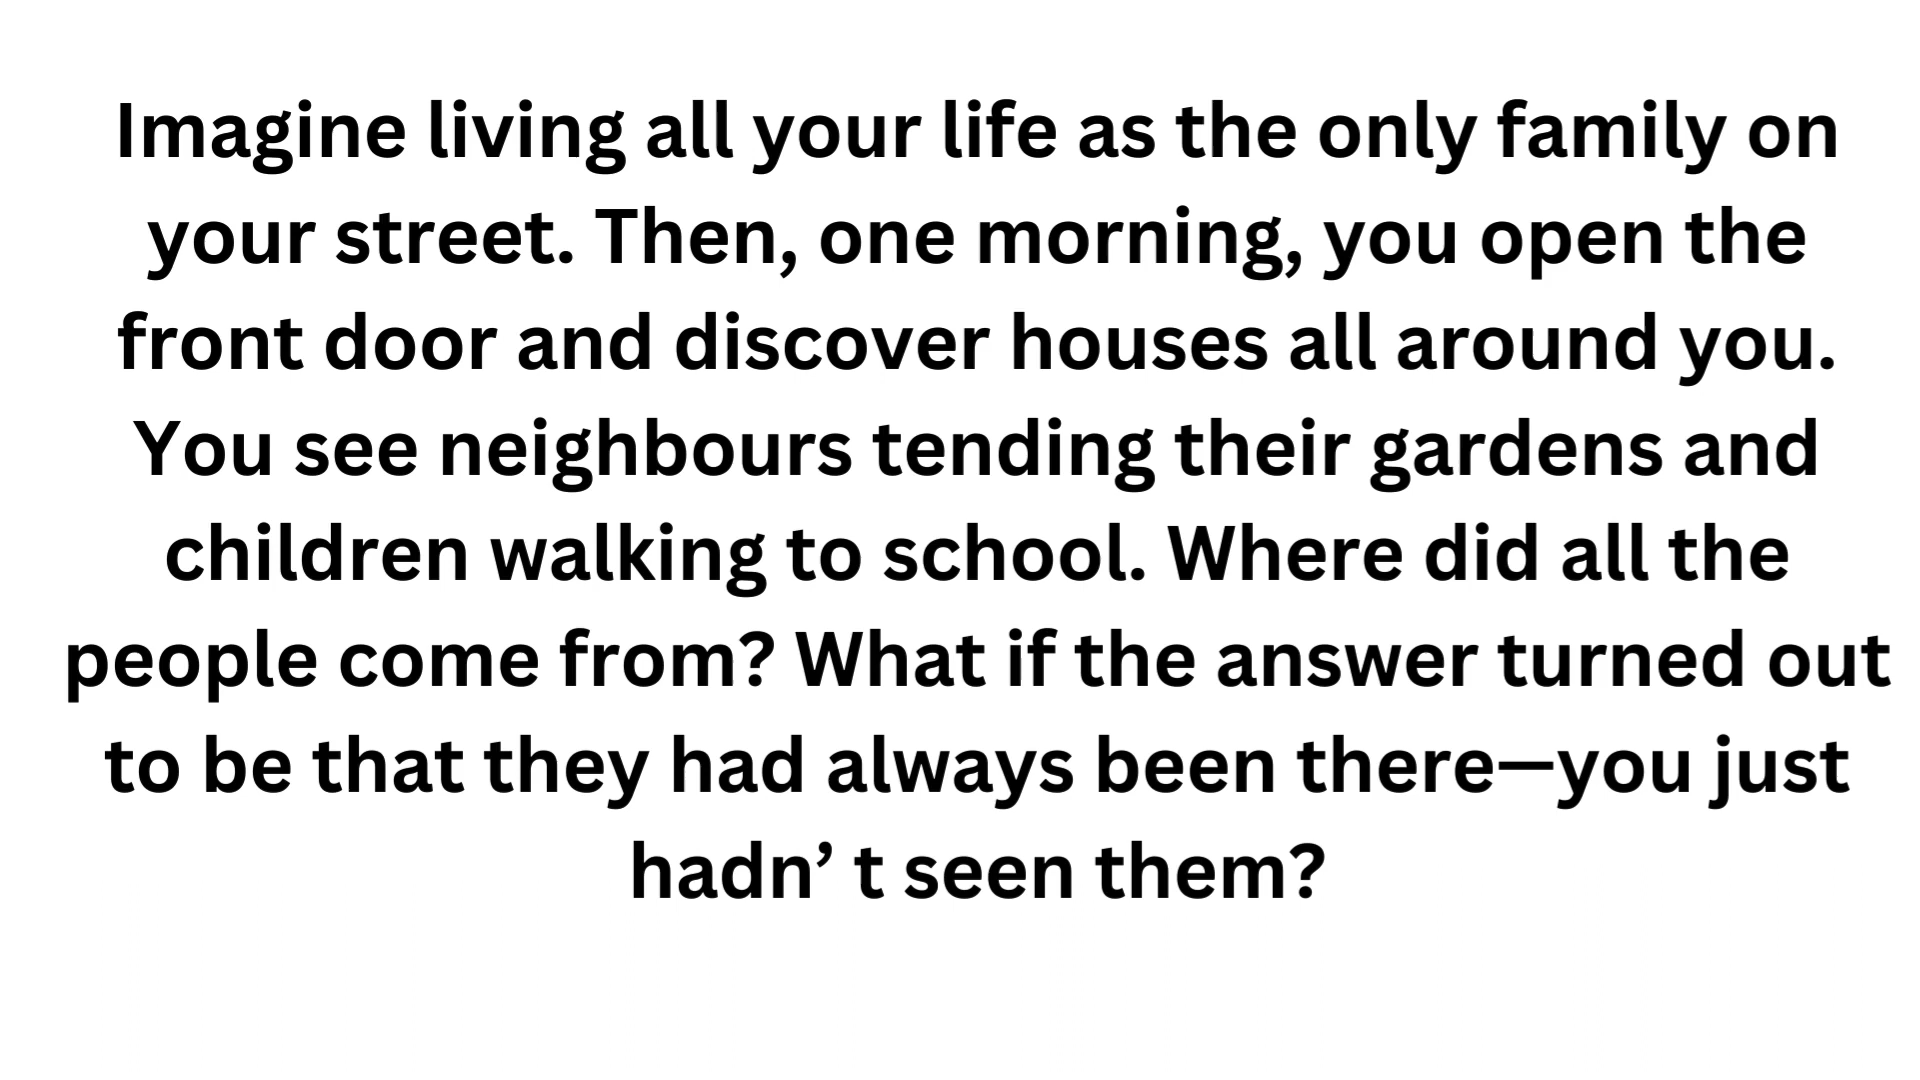 Imagine living all your life as the only family on
your street. Then, one morning, you open the
front door and discover houses all around you.
You see neighbours tending their gardens and
children walking to school. Where did all the
people come from? What if the answer turned out
to be that they had always been there—you just
hadn’ t seen them?